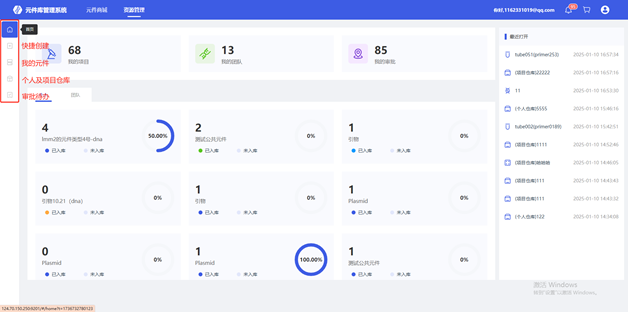 元件库管理系统 元件商城 资源管理 你好,1162331019@qq.com
首页
快捷创建
我的元件
个人及项目仓库
审批待办
68 我的项目
13 我的团队
85 我的审批
团队
4
lmm2的元件类型4号-dna
已入库 未入库
50.00%
2
测试公共元件
已入库 未入库
0%
1
引物
已入库 未入库
0%
0
引物10.21（dna）
已入库 未入库
0%
1
引物
已入库 未入库
0%
1
Plasmid
已入库 未入库
0%
0
Plasmid
已入库 未入库
0%
1
Plasmid
已入库 未入库
100.00%
1
测试公共元件
已入库 未入库
0%
最近打开
tube051(primer253) 2025-01-10 16:57:34
(项目仓库)22222 2025-01-10 16:57:16
11 2025-01-10 16:53:30
(个人仓库)5555 2025-01-10 15:46:16
tube002(primer0169) 2025-01-10 15:42:51
(项目仓库)1111 2025-01-10 14:52:46
(项目仓库)哈哈哈 2025-01-10 14:46:05
(项目仓库)111 2025-01-10 14:43:43
(项目仓库)111 2025-01-10 14:43:32
(个人仓库)122 2025-01-10 14:34:08
激活 Windows
转到"设置"以激活 Windows。
124.70.150.250:9201/#/home?t=1736732780123